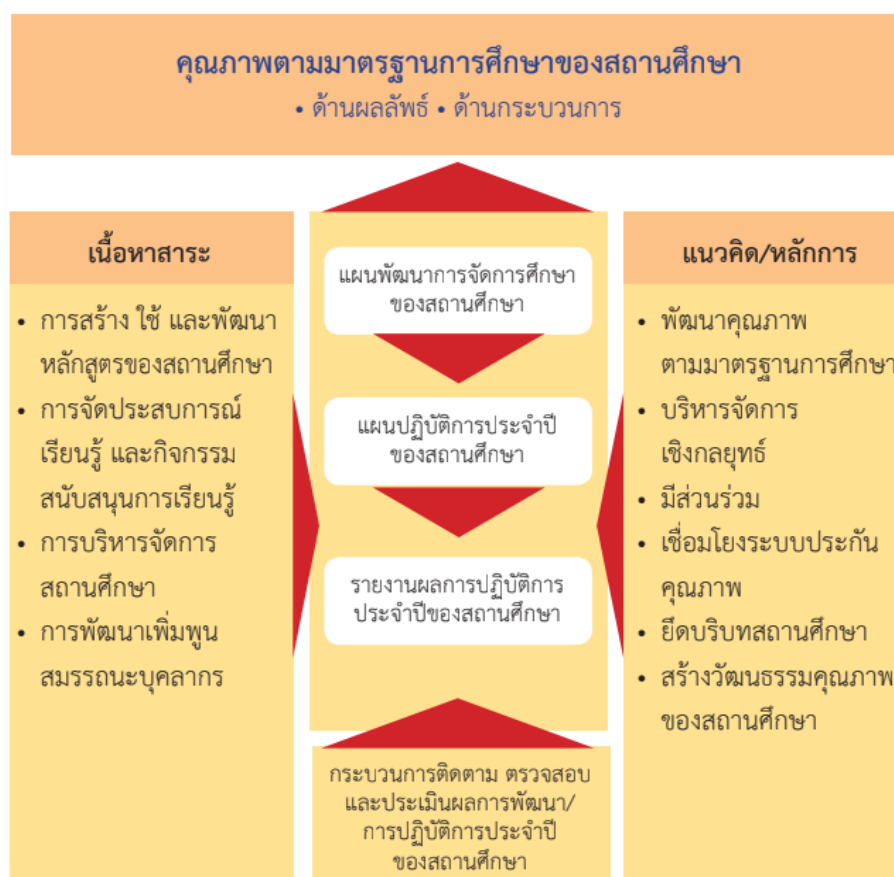 คุณภาพตามมาตรฐานการศึกษาของสถานศึกษา
• ด้านผลลัพธ์ • ด้านกระบวนการ
เนื้อหาสาระ
• การสร้าง ใช้ และพัฒนา
หลักสูตรของสถานศึกษา
• การจัดประสบการณ์
เรียนรู้ และกิจกรรม
สนับสนุนการเรียนรู้
• การบริหารจัดการ
สถานศึกษา
• การพัฒนาเพิ่มพูน
สมรรถนะบุคลากร
แผนพัฒนาการจัดการศึกษา
ของสถานศึกษา
แผนปฏิบัติการประจำปี
ของสถานศึกษา
รายงานผลการปฏิบัติการ
ประจำปีของสถานศึกษา
กระบวนการติดตาม ตรวจสอบ
และประเมินผลการพัฒนา/
การปฏิบัติการประจำปี
ของสถานศึกษา
แนวคิด/หลักการ
• พัฒนาคุณภาพ
ตามมาตรฐานการศึกษา
• บริหารจัดการ
เชิงกลยุทธ์
• มีส่วนร่วม
• เชื่อมโยงระบบประกัน
คุณภาพ
• ยึดบริบทสถานศึกษา
• สร้างวัฒนธรรมคุณภาพ
ของสถานศึกษา